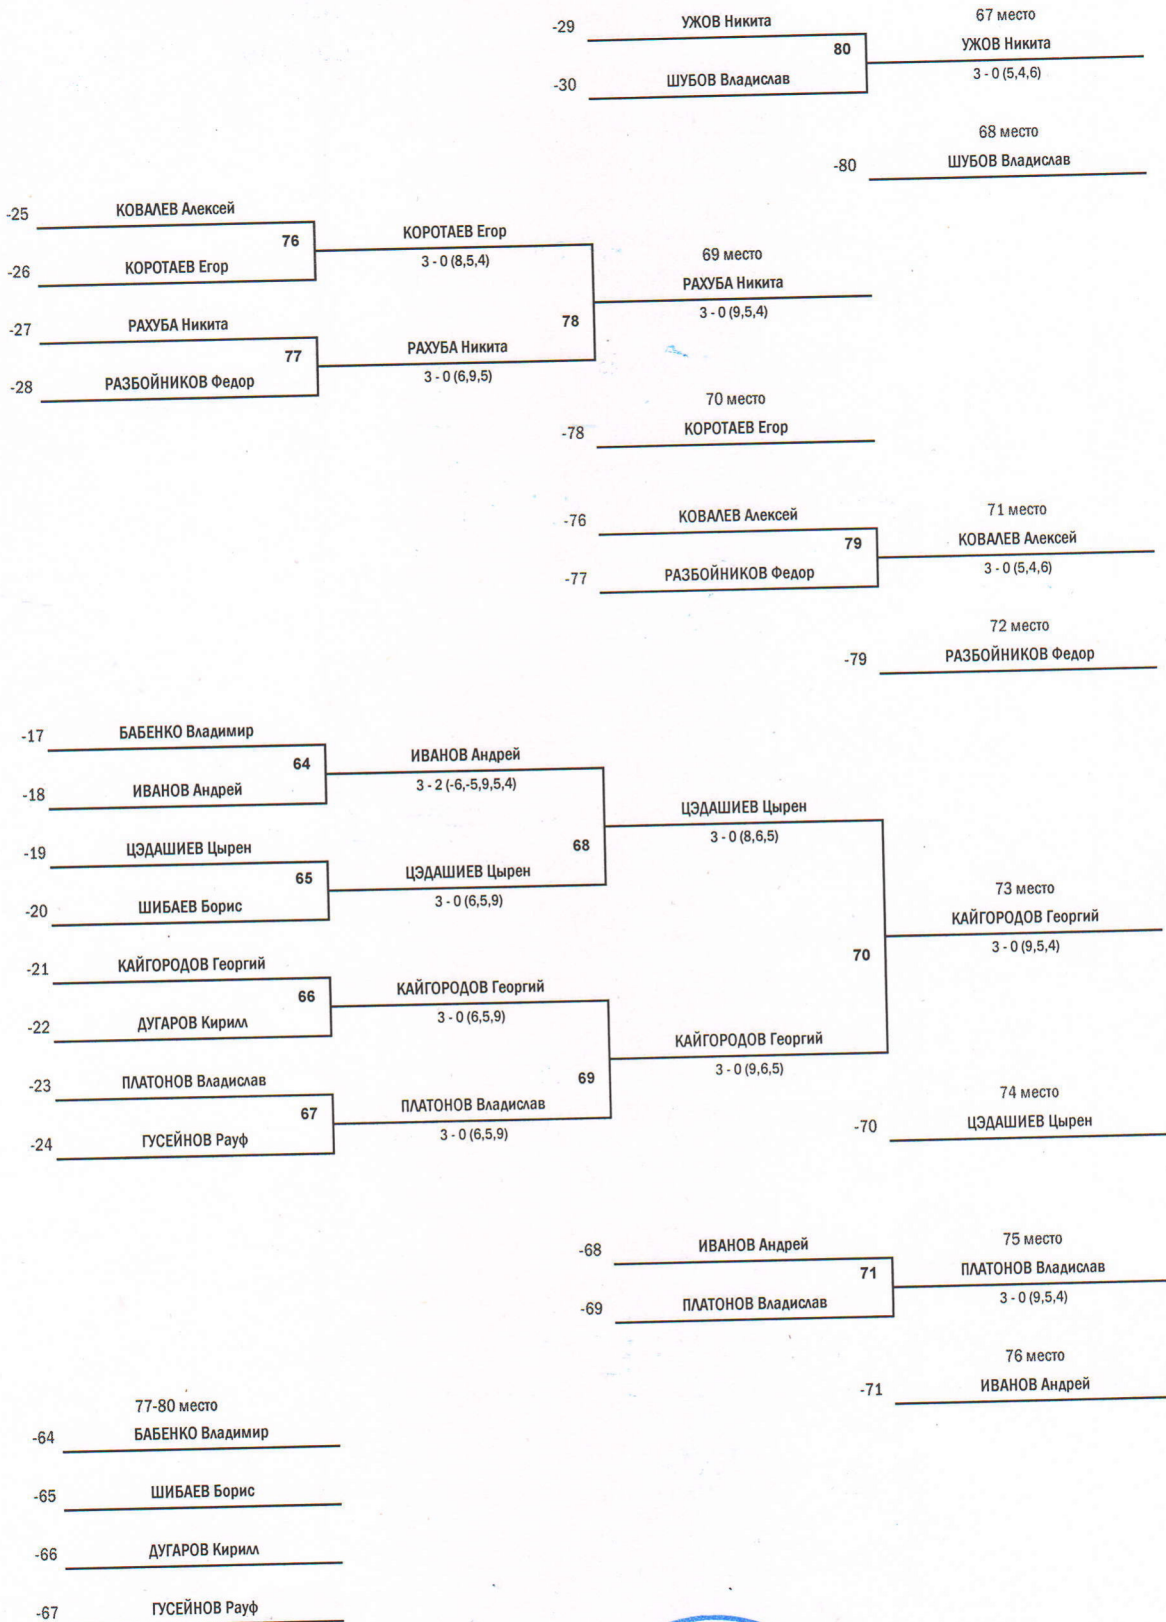 -29 УЖОВ Никита
80
-30 ШУБОВ Владислав
67 место
УЖОВ Никита
3 - 0 (5,4,6)
68 место
-80 ШУБОВ Владислав
-25 КОВАЛЕВ Алексей
76
-26 КОРОТАЕВ Егор
КОРОТАЕВ Егор
3 - 0 (8,5,4)
-27 РАХУБА Никита
77
-28 РАЗБОЙНИКОВ Федор
РАХУБА Никита
3 - 0 (6,9,5)
78
69 место
РАХУБА Никита
3 - 0 (9,5,4)
70 место
-78 КОРОТАЕВ Егор
-76 КОВАЛЕВ Алексей
79
-77 РАЗБОЙНИКОВ Федор
71 место
КОВАЛЕВ Алексей
3 - 0 (5,4,6)
72 место
-79 РАЗБОЙНИКОВ Федор
-17 БАБЕНКО Владимир
64
-18 ИВАНОВ Андрей
ИВАНОВ Андрей
3 - 2 (-6,-5,9,5,4)
-19 ЦЭДАШИЕВ Цырен
65
-20 ШИБАЕВ Борис
ЦЭДАШИЕВ Цырен
3 - 0 (6,5,9)
68
ЦЭДАШИЕВ Цырен
3 - 0 (8,6,5)
-21 КАЙГОРОДОВ Георгий
66
-22 ДУГАРОВ Кирилл
КАЙГОРОДОВ Георгий
3 - 0 (6,5,9)
-23 ПЛАТОНОВ Владислав
67
-24 ГУСЕЙНОВ Рауф
ПЛАТОНОВ Владислав
3 - 0 (6,5,9)
69
КАЙГОРОДОВ Георгий
3 - 0 (9,6,5)
70
73 место
КАЙГОРОДОВ Георгий
3 - 0 (9,5,4)
74 место
-70 ЦЭДАШИЕВ Цырен
-68 ИВАНОВ Андрей
71
-69 ПЛАТОНОВ Владислав
75 место
ПЛАТОНОВ Владислав
3 - 0 (9,5,4)
76 место
-71 ИВАНОВ Андрей
77-80 место
-64 БАБЕНКО Владимир
-65 ШИБАЕВ Борис
-66 ДУГАРОВ Кирилл
-67 ГУСЕЙНОВ Рауф